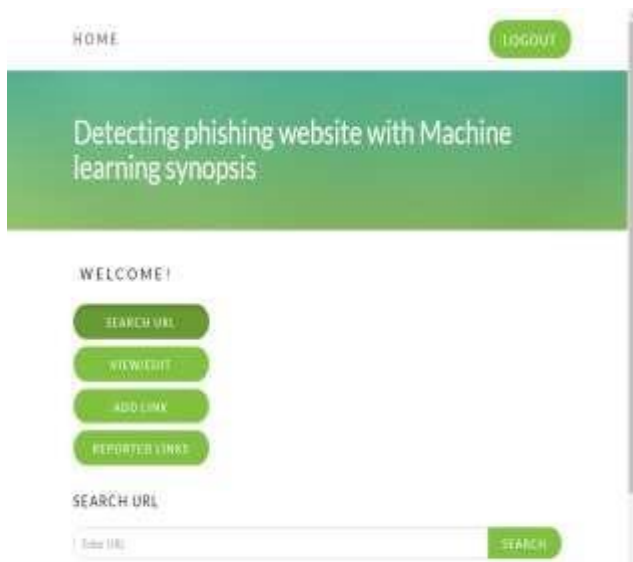 HOME
LOGOUT
Detecting phishing website with Machine
learning synopsis
WELCOME!
SEARCH URL
VIEW/EDIT
ADD LINK
REPORTED LINKS
SEARCH URL
Enter URL
SEARCH